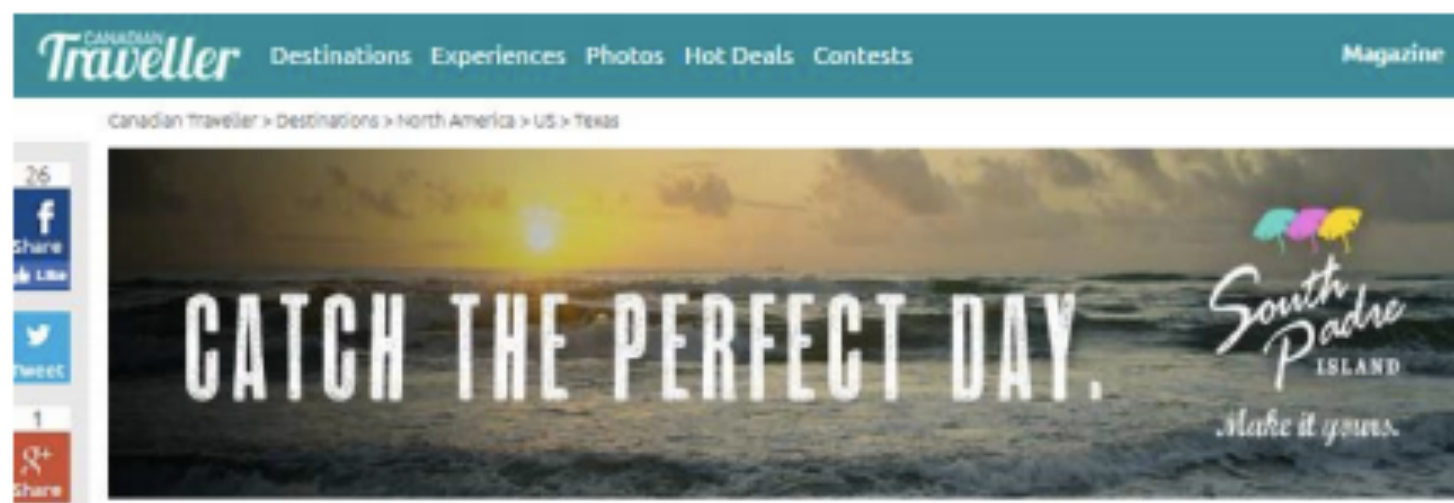 CANADIAN
Traveller Destinations Experiences Photos Hot Deals Contests Magazine
Canadian Traveller > Destinations > North America > US > Texas
26
f
Share
Like
Tweet
1
g+
Share
CATCH THE PERFECT DAY.
South
Padre
ISLAND
Make it yours.